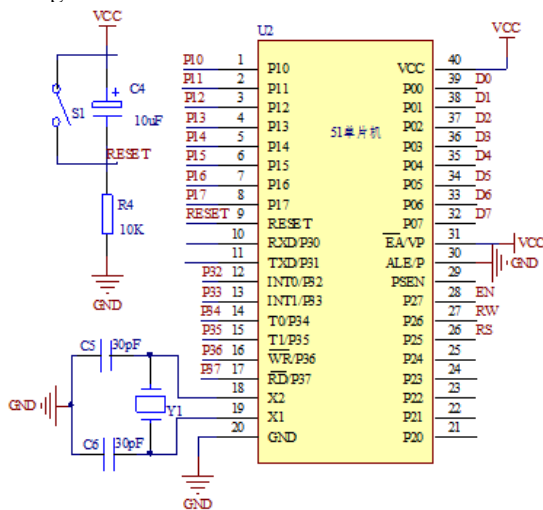 VCC
C4
10uF
S1
RESET
R4
10K
GND
U2
51单片机
P10 1 P10
P11 2 P11
P12 3 P12
P13 4 P13
P14 5 P14
P15 6 P15
P16 7 P16
P17 8 P17
RESET 9 RESET
10 RXD/P30
11 TXD/P31
P32 12 INT0/P32
P33 13 INT1/P33
P34 14 T0/P34
P35 15 T1/P35
P36 16 WR/P36
P37 17 RD/P37
18 X2
19 X1
20 GND
VCC
VCC 40
P00 39 D0
P01 38 D1
P02 37 D2
P03 36 D3
P04 35 D4
P05 34 D5
P06 33 D6
P07 32 D7
EA/VP 31 VCC
ALE/P 30 GND
PSEN 29
P27 28 EN
P26 27 RW
P25 26 RS
P24 25
P23 24
P22 23
P21 22
P20 21
C5 30pF
GND
Y1
C6 30pF
GND